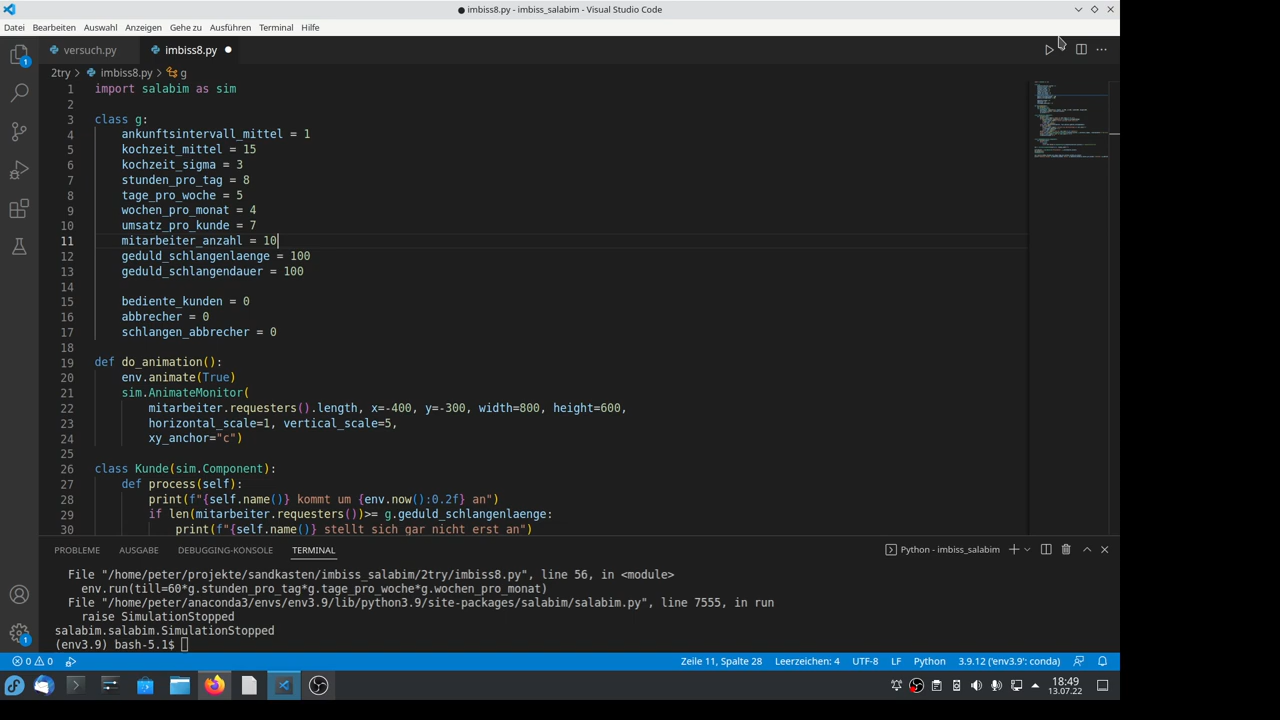 ● imbiss8.py - imbiss_salabim - Visual Studio Code
Datei Bearbeiten Auswahl Anzeigen Gehe zu Ausführen Terminal Hilfe
versuch.py imbiss8.py ●
2try > imbiss8.py > g
1 import salabim as sim
2
3 class g:
4     ankunftsintervall_mittel = 1
5     kochzeit_mittel = 15
6     kochzeit_sigma = 3
7     stunden_pro_tag = 8
8     tage_pro_woche = 5
9     wochen_pro_monat = 4
10     umsatz_pro_kunde = 7
11     mitarbeiter_anzahl = 10
12     geduld_schlangenlaenge = 100
13     geduld_schlangendauer = 100
14
15     bediente_kunden = 0
16     abbrecher = 0
17     schlangen_abbrecher = 0
18
19 def do_animation():
20     env.animate(True)
21     sim.AnimateMonitor(
22         mitarbeiter.requesters().length, x=-400, y=-300, width=800, height=600,
23         horizontal_scale=1, vertical_scale=5,
24         xy_anchor="c")
25
26 class Kunde(sim.Component):
27     def process(self):
28         print(f"{self.name()} kommt um {env.now():0.2f} an")
29         if len(mitarbeiter.requesters())>= g.geduld_schlangenlaenge:
30             print(f"{self.name()} stellt sich gar nicht erst an")
PROBLEME AUSGABE DEBUGGING-KONSOLE TERMINAL Python - imbiss_salabim
File "/home/peter/projekte/sandkasten/imbiss_salabim/2try/imbiss8.py", line 56, in <module>
env.run(till=60*g.stunden_pro_tag*g.tage_pro_woche*g.wochen_pro_monat)
File "/home/peter/anaconda3/envs/env3.9/lib/python3.9/site-packages/salabim/salabim.py", line 7555, in run
raise SimulationStopped
salabim.salabim.SimulationStopped
(env3.9) bash-5.1$
0 0 Zeile 11, Spalte 28 Leerzeichen: 4 UTF-8 LF Python 3.9.12 ('env3.9': conda)
18:49
13.07.22